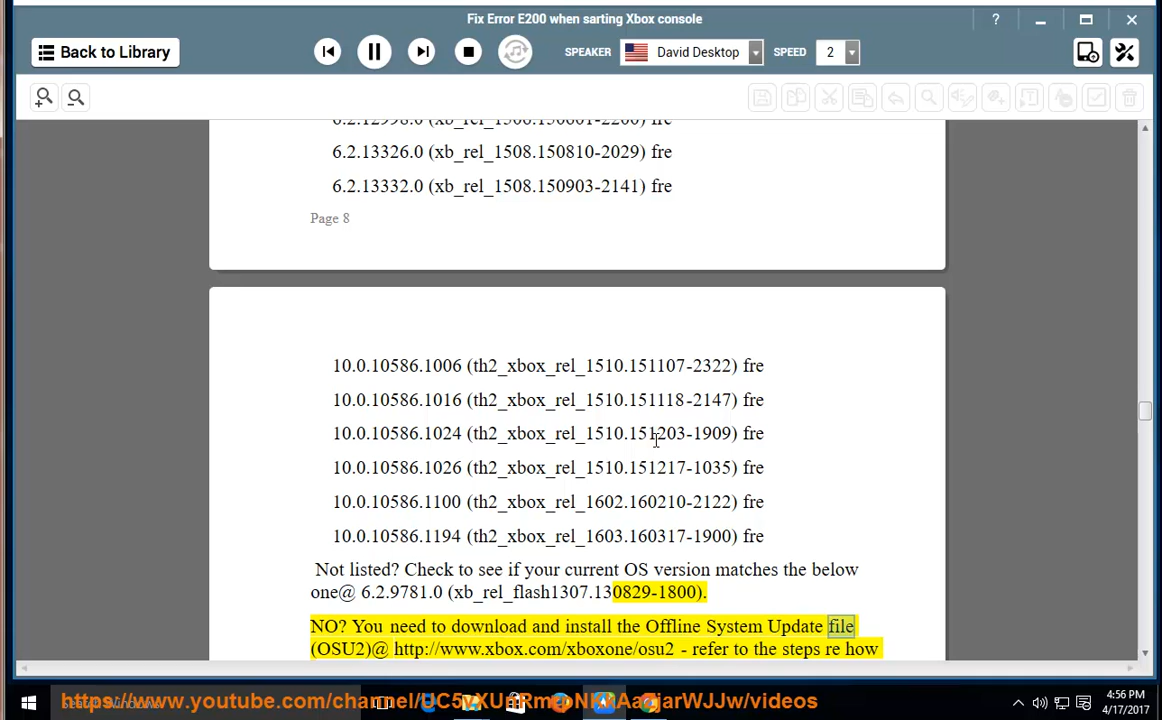 Fix Error E200 when sarting Xbox console
?
Back to Library
SPEAKER
David Desktop
SPEED
2
6.2.13326.0 (xb_rel_1508.150810-2029) fre
6.2.13332.0 (xb_rel_1508.150903-2141) fre
Page 8
10.0.10586.1006 (th2_xbox_rel_1510.151107-2322) fre
10.0.10586.1016 (th2_xbox_rel_1510.151118-2147) fre
10.0.10586.1024 (th2_xbox_rel_1510.151203-1909) fre
10.0.10586.1026 (th2_xbox_rel_1510.151217-1035) fre
10.0.10586.1100 (th2_xbox_rel_1602.160210-2122) fre
10.0.10586.1194 (th2_xbox_rel_1603.160317-1900) fre
Not listed? Check to see if your current OS version matches the below
one@ 6.2.9781.0 (xb_rel_flash1307.130829-1800).
NO? You need to download and install the Offline System Update file
(OSU2)@ http://www.xbox.com/xboxone/osu2 - refer to the steps re how
4:56 PM
4/17/2017